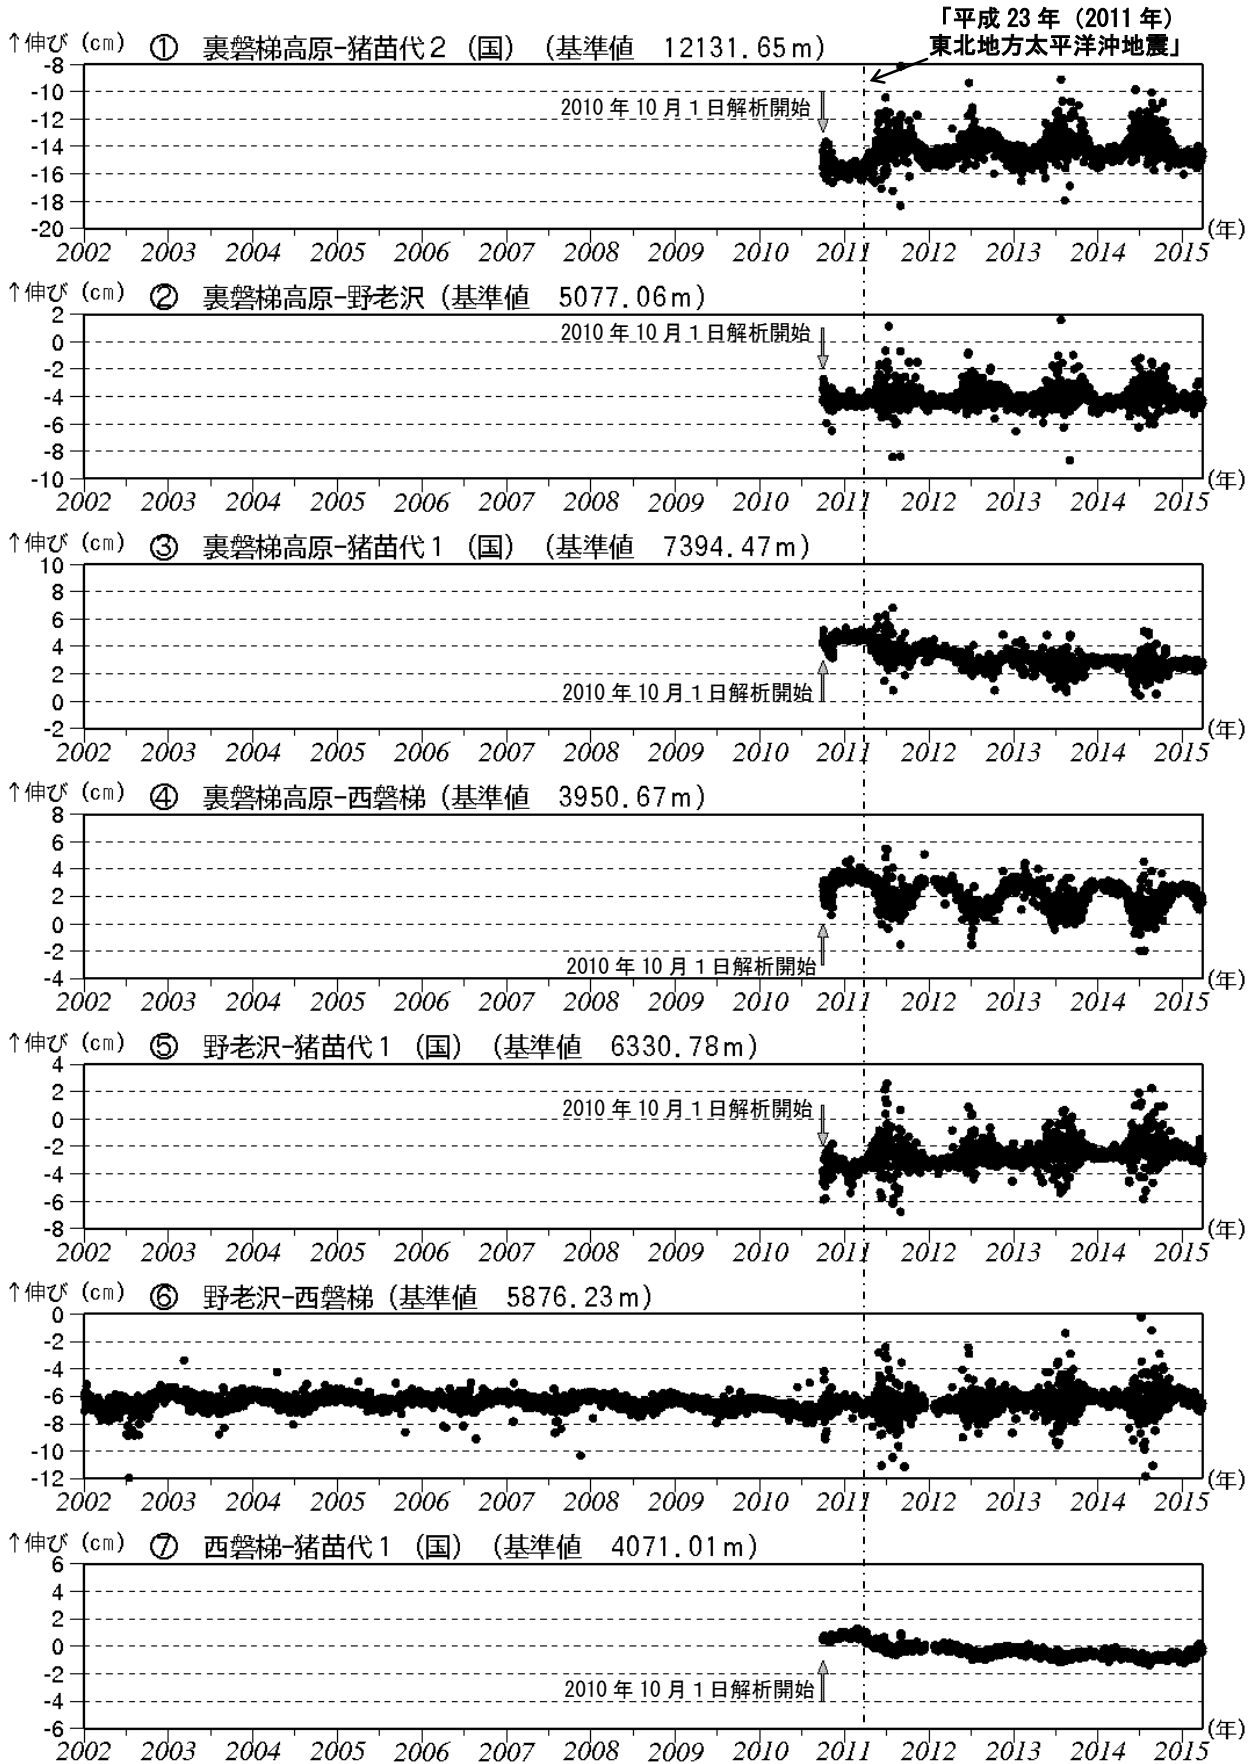 「平成 23 年（2011 年）
東北地方太平洋沖地震」
↑伸び（cm） ① 裏磐梯高原-猪苗代２（国）（基準値 12131.65m）
-8
-10
-12
-14
-16
-18
-20
2010 年 10 月 1 日解析開始
2002 2003 2004 2005 2006 2007 2008 2009 2010 2011 2012 2013 2014 2015 (年)
↑伸び（cm） ② 裏磐梯高原-野老沢（基準値 5077.06m）
2
0
-2
-4
-6
-8
-10
2010 年 10 月 1 日解析開始
2002 2003 2004 2005 2006 2007 2008 2009 2010 2011 2012 2013 2014 2015 (年)
↑伸び（cm） ③ 裏磐梯高原-猪苗代１（国）（基準値 7394.47m）
10
8
6
4
2
0
-2
2010 年 10 月 1 日解析開始
2002 2003 2004 2005 2006 2007 2008 2009 2010 2011 2012 2013 2014 2015 (年)
↑伸び（cm） ④ 裏磐梯高原-西磐梯（基準値 3950.67m）
8
6
4
2
0
-2
-4
2010 年 10 月 1 日解析開始
2002 2003 2004 2005 2006 2007 2008 2009 2010 2011 2012 2013 2014 2015 (年)
↑伸び（cm） ⑤ 野老沢-猪苗代１（国）（基準値 6330.78m）
4
2
0
-2
-4
-6
-8
2010 年 10 月 1 日解析開始
2002 2003 2004 2005 2006 2007 2008 2009 2010 2011 2012 2013 2014 2015 (年)
↑伸び（cm） ⑥ 野老沢-西磐梯（基準値 5876.23m）
0
-2
-4
-6
-8
-10
-12
2002 2003 2004 2005 2006 2007 2008 2009 2010 2011 2012 2013 2014 2015 (年)
↑伸び（cm） ⑦ 西磐梯-猪苗代１（国）（基準値 4071.01m）
6
4
2
0
-2
-4
-6
2010 年 10 月 1 日解析開始
2002 2003 2004 2005 2006 2007 2008 2009 2010 2011 2012 2013 2014 2015 (年)